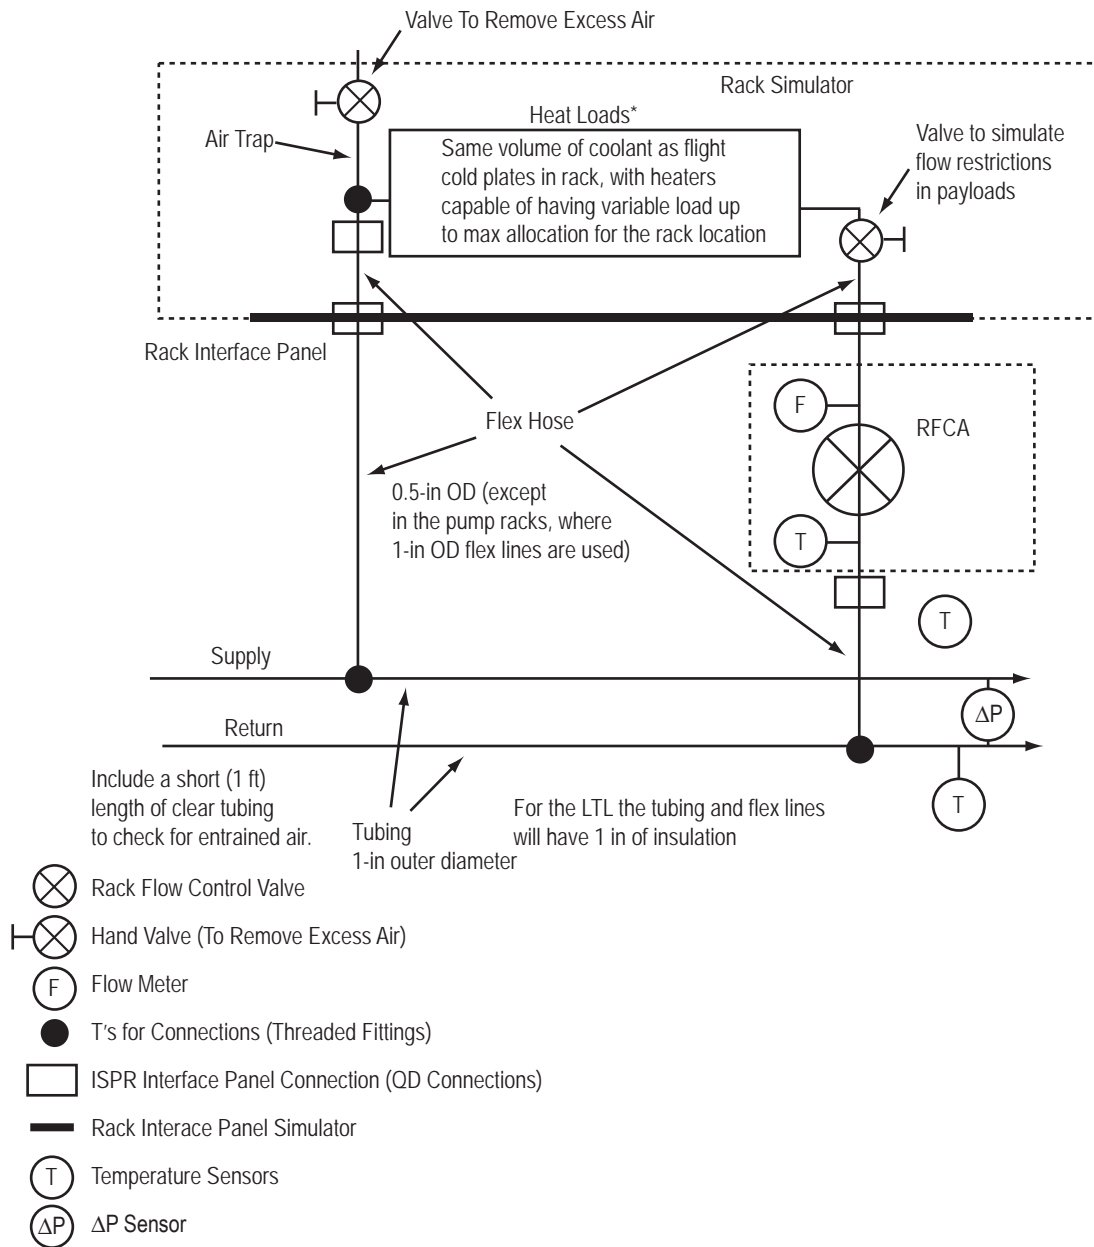 Valve To Remove Excess Air
Rack Simulator
Heat Loads*
Air Trap
Same volume of coolant as flight
cold plates in rack, with heaters
capable of having variable load up
to max allocation for the rack location
Valve to simulate
flow restrictions
in payloads
Rack Interface Panel
Flex Hose
F
RFCA
0.5-in OD (except
in the pump racks, where
1-in OD flex lines are used)
T
T
Supply
ΔP
Return
T
Include a short (1 ft)
length of clear tubing
to check for entrained air.
Tubing
1-in outer diameter
For the LTL the tubing and flex lines
will have 1 in of insulation
Rack Flow Control Valve
Hand Valve (To Remove Excess Air)
F Flow Meter
T's for Connections (Threaded Fittings)
ISPR Interface Panel Connection (QD Connections)
Rack Interace Panel Simulator
T Temperature Sensors
ΔP ΔP Sensor